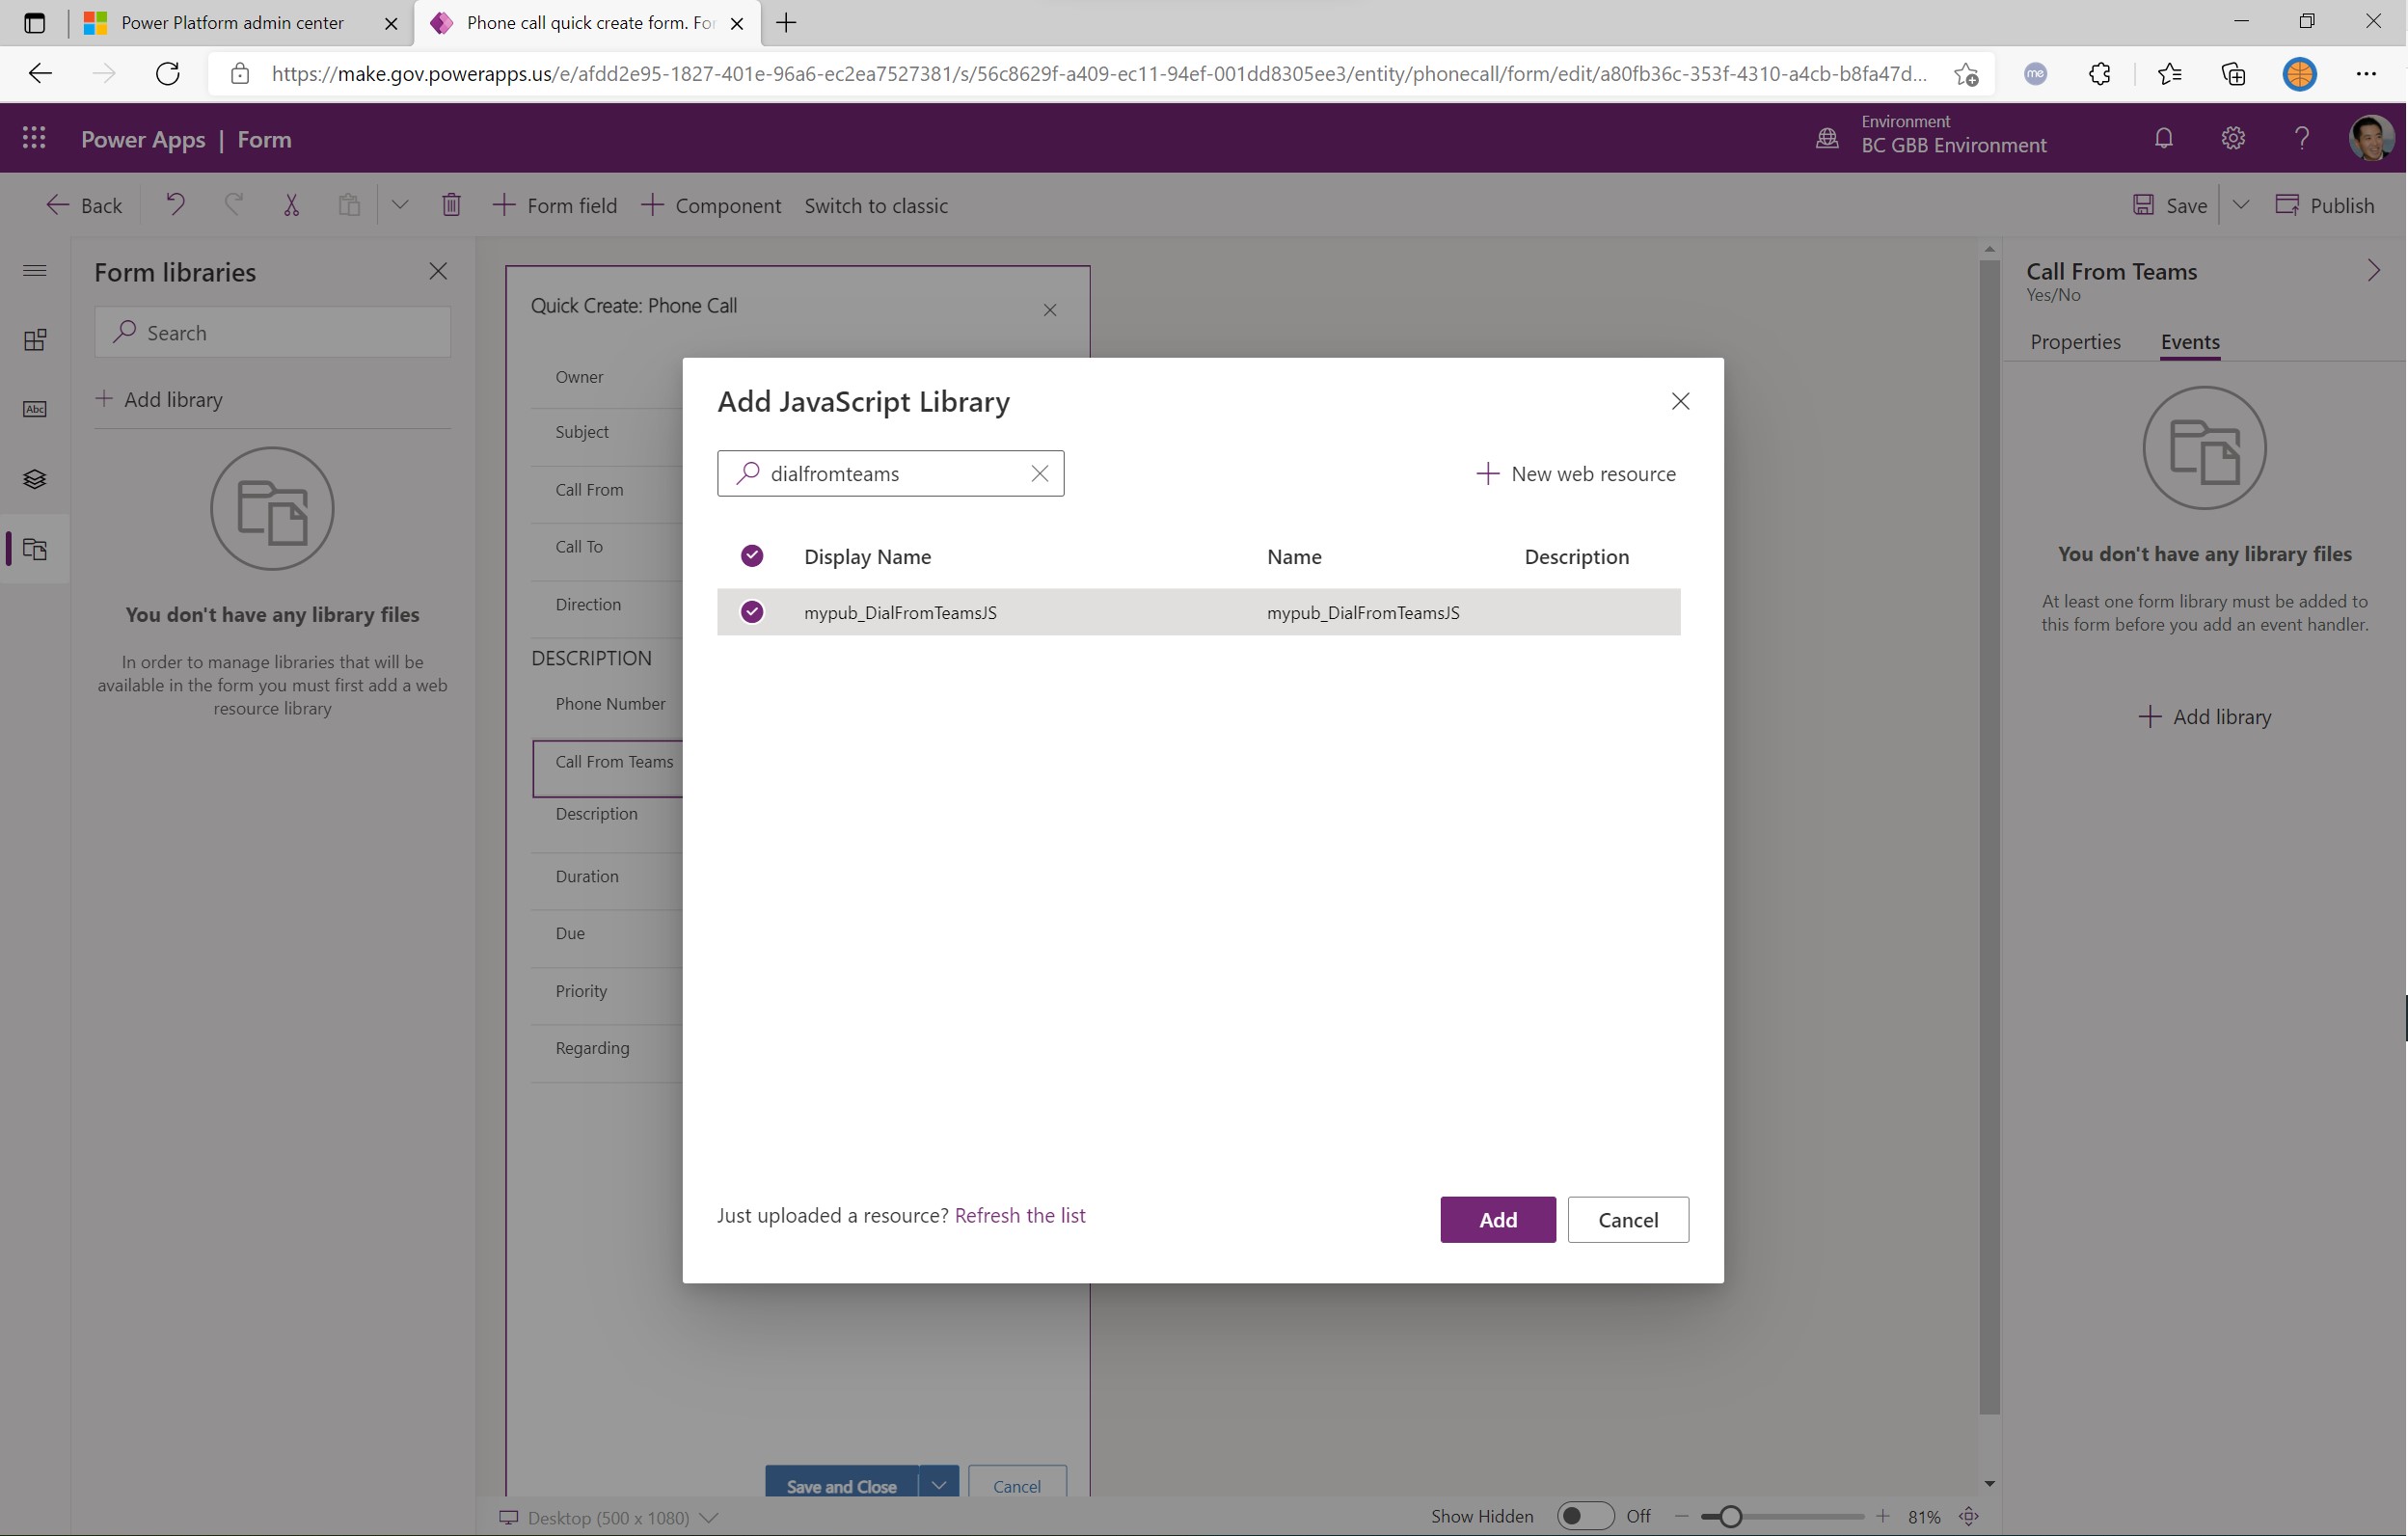 Power Platform admin center
Phone call quick create form. For
https://make.gov.powerapps.us/e/afdd2e95-1827-401e-96a6-ec2ea7527381/s/56c8629f-a409-ec11-94ef-001dd8305ee3/entity/phonecall/form/edit/a80fb36c-353f-4310-a4cb-b8fa47d...
me
Power Apps | Form
Environment
BC GBB Environment
Back
Form field
Component
Switch to classic
Save
Publish
Form libraries
Search
Add library
Abc
You don't have any library files
In order to manage libraries that will be
available in the form you must first add a web
resource library
Quick Create: Phone Call
Owner
Subject
Call From
Call To
Direction
DESCRIPTION
Phone Number
Call From Teams
Description
Duration
Due
Priority
Regarding
Save and Close
Cancel
Add JavaScript Library
dialfromteams
New web resource
Display Name Name Description
mypub_DialFromTeamsJS mypub_DialFromTeamsJS
Just uploaded a resource? Refresh the list
Add
Cancel
Call From Teams
Yes/No
Properties
Events
You don't have any library files
At least one form library must be added to
this form before you add an event handler.
Add library
Desktop (500 x 1080)
Show Hidden
Off
81%